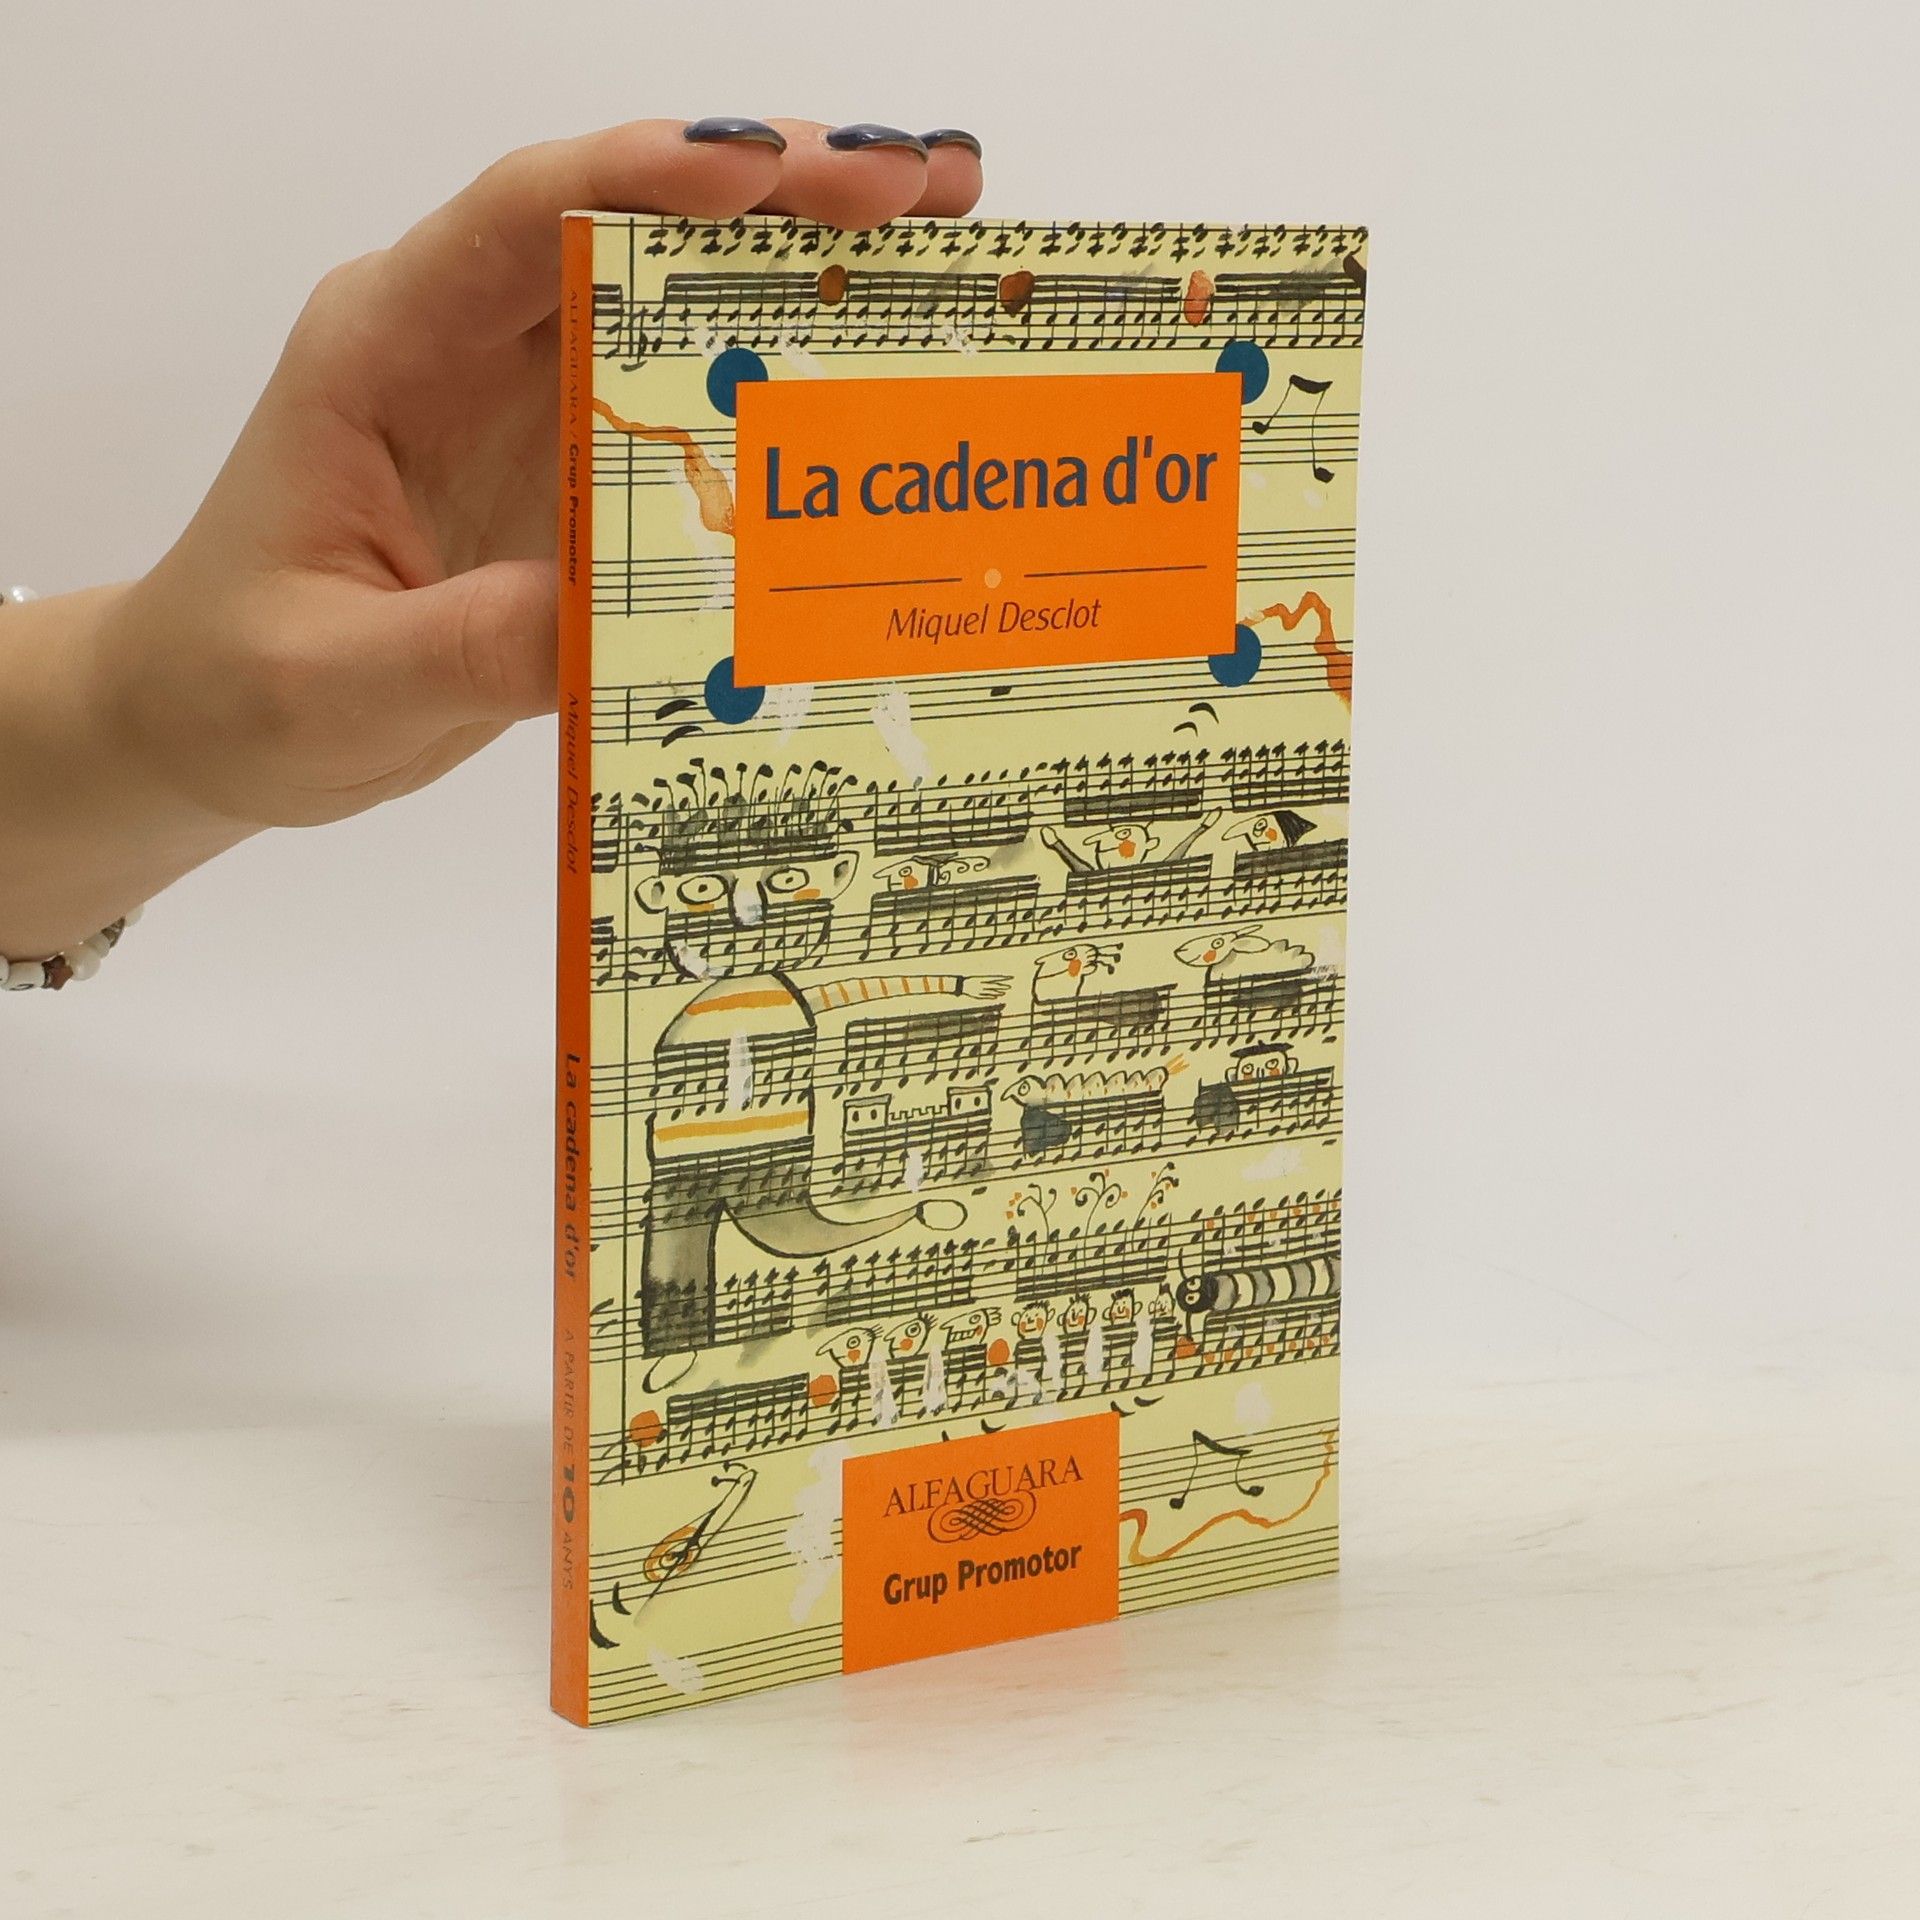 La cadena d'or
Miquel Desclot
ALFAGUARA
Grup Promotor
ALFAGUARA / Grup Promotor
Miquel Desclot
La cadena d'or
A PARTIR DE 10 ANYS